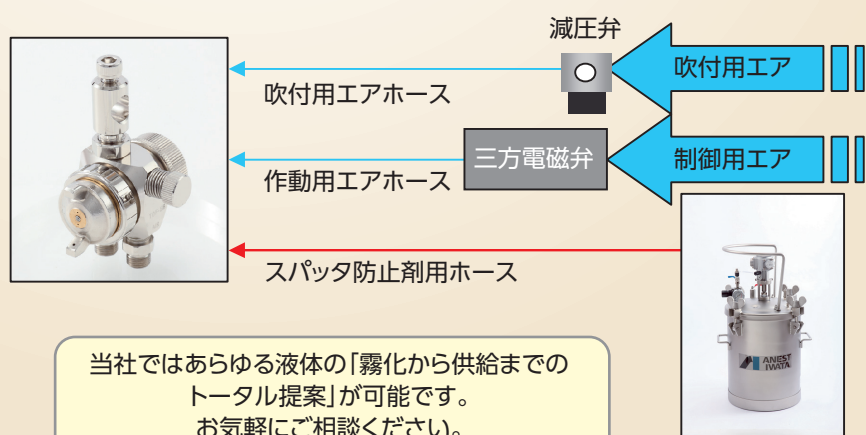 減圧弁
吹付用エア
吹付用エアホース
三方電磁弁
制御用エア
作動用エアホース
スパッタ防止剤用ホース
ANEST
IWATA
当社ではあらゆる液体の「霧化から供給までの
トータル提案」が可能です。
お気軽にご相談ください。